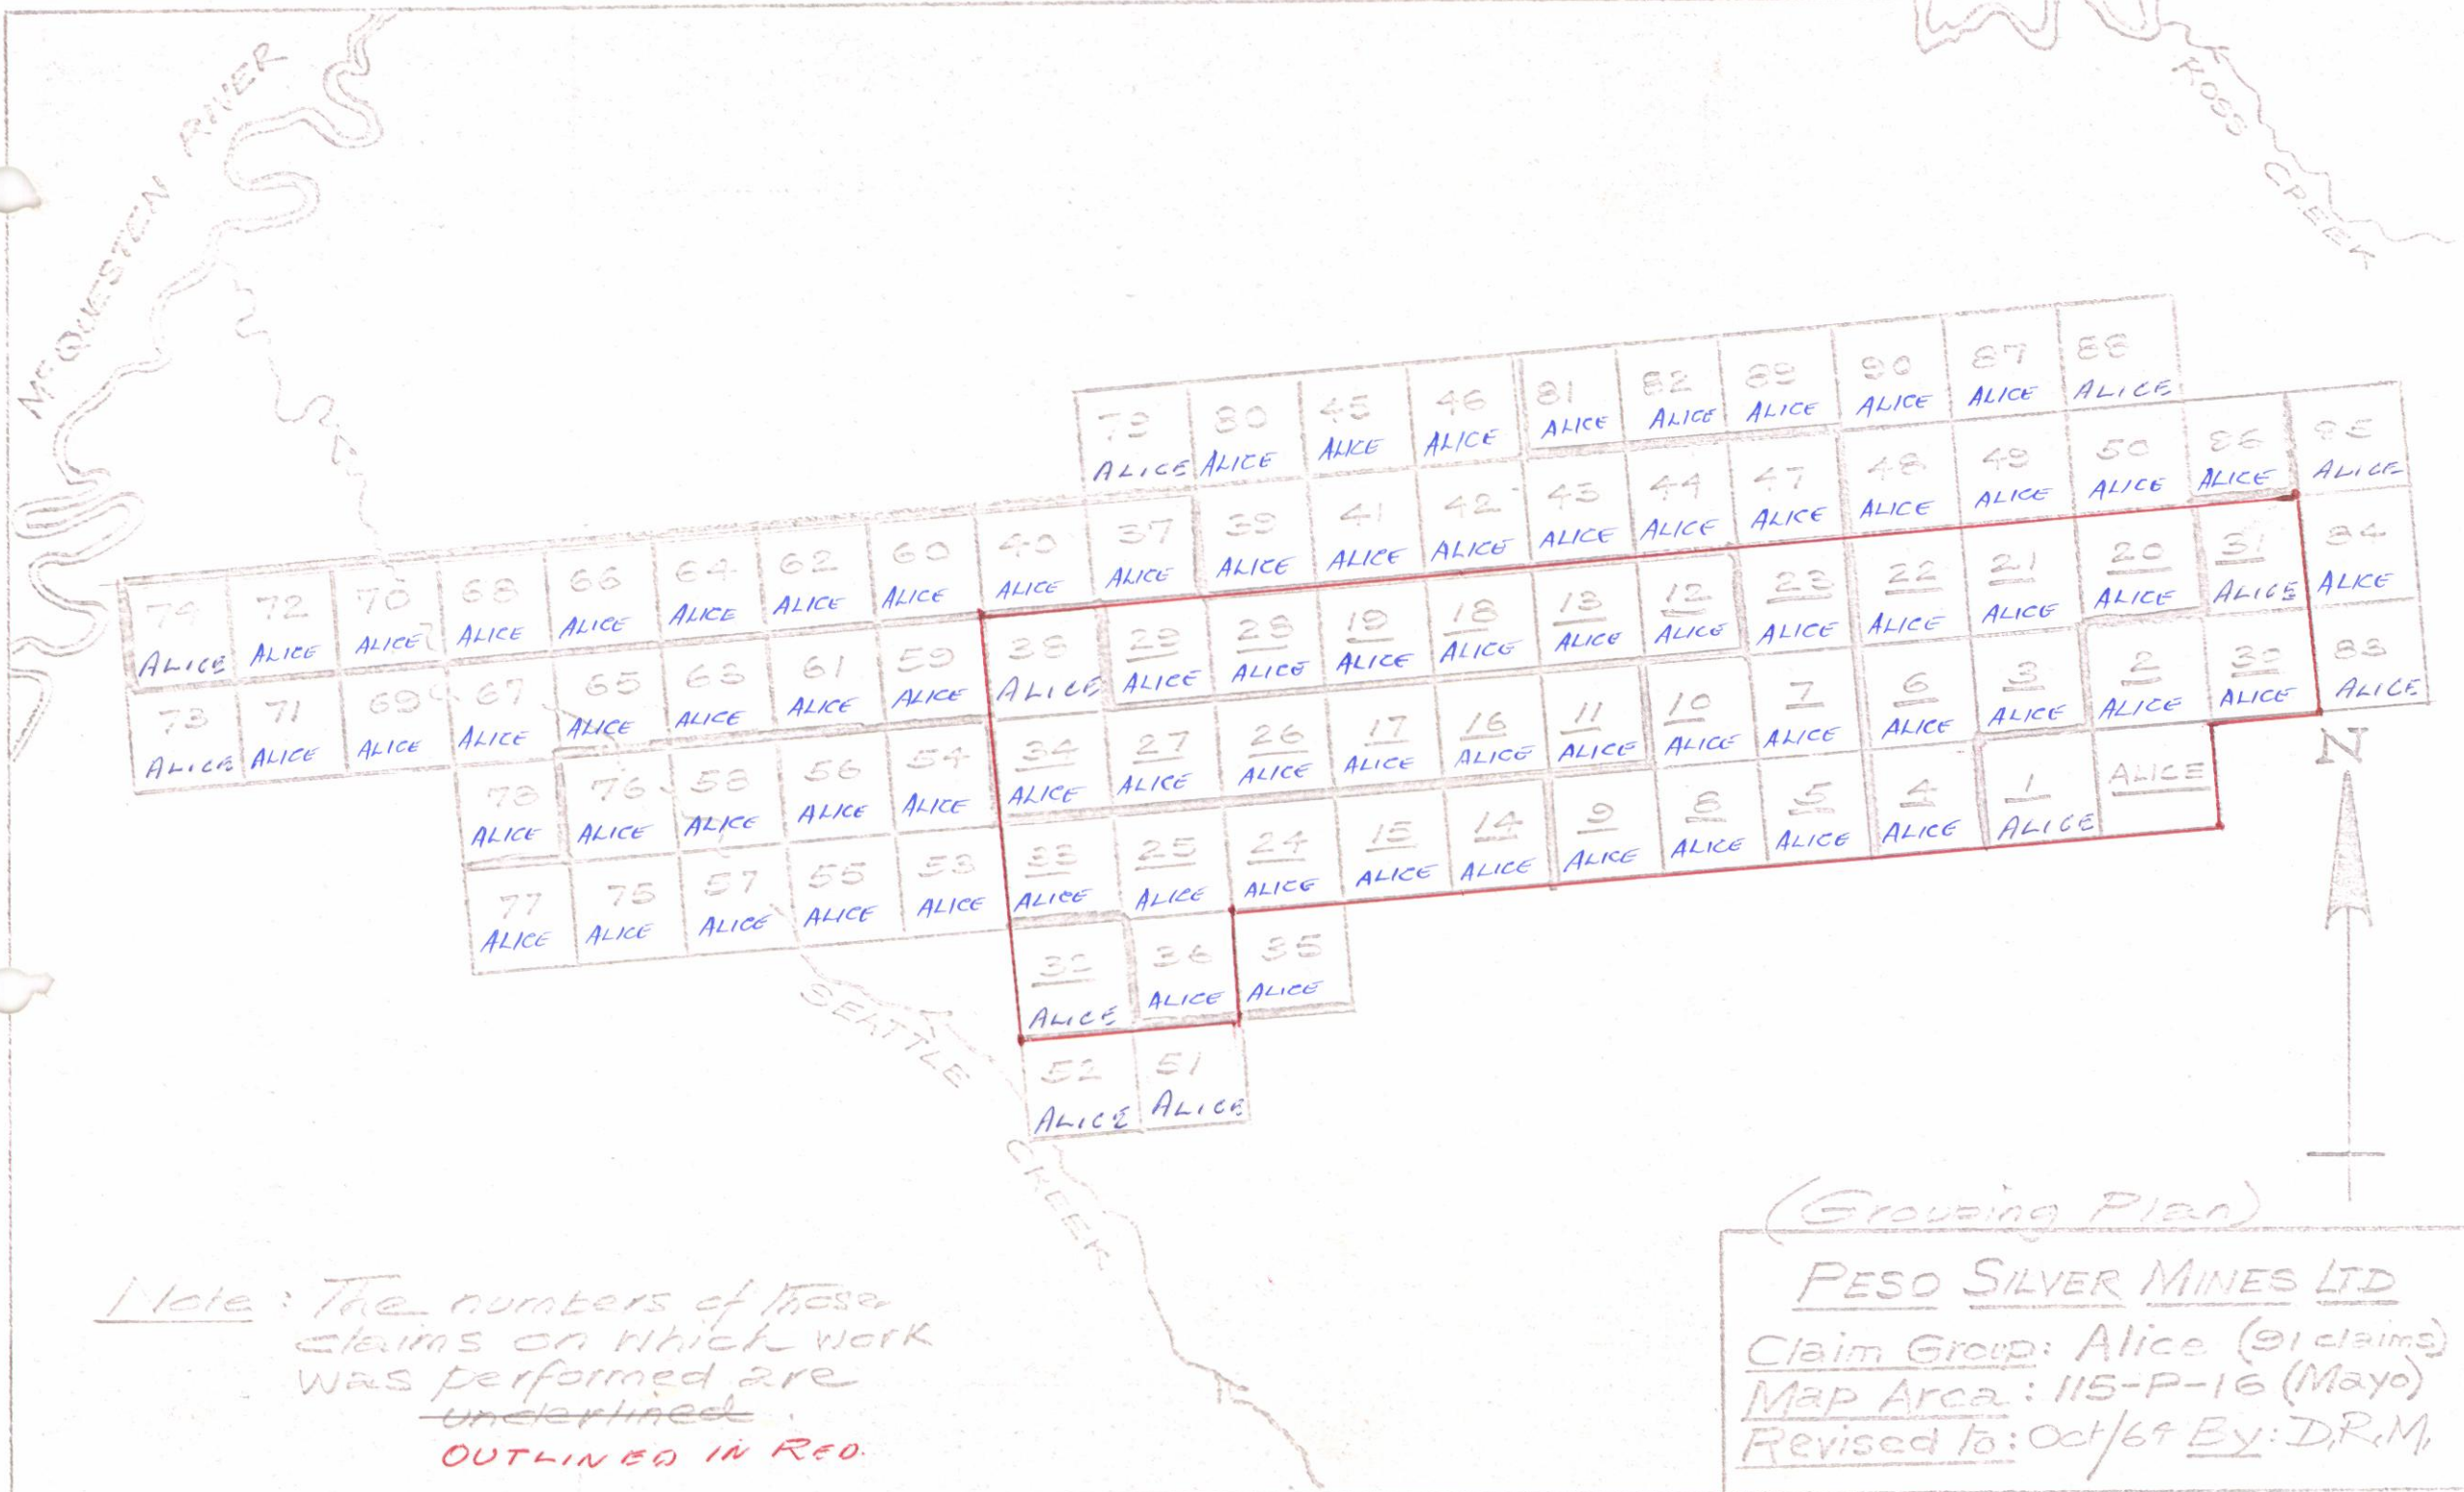 McQUESTEN RIVER
ROSS CREEK
79 80 45 46 81 82 89 90 87 88
ALICE ALICE ALICE ALICE ALICE ALICE ALICE ALICE ALICE ALICE
37 39 41 42 43 44 47 48 49 50 86 85
ALICE ALICE ALICE ALICE ALICE ALICE ALICE ALICE ALICE ALICE ALICE ALICE
74 72 70 68 66 64 62 60 40
ALICE ALICE ALICE ALICE ALICE ALICE ALICE ALICE ALICE
38 29 28 19 18 13 12 23 22 21 20 31 84
ALICE ALICE ALICE ALICE ALICE ALICE ALICE ALICE ALICE ALICE ALICE ALICE ALICE
73 71 69 67 65 63 61 59
ALICE ALICE ALICE ALICE ALICE ALICE ALICE ALICE
34 27 26 17 16 11 10 7 6 3 2 30 83
ALICE ALICE ALICE ALICE ALICE ALICE ALICE ALICE ALICE ALICE ALICE ALICE ALICE
76 58 56 54
ALICE ALICE ALICE ALICE ALICE
33 25 24 15 14 9 8 5 4 1 ALICE
ALICE ALICE ALICE ALICE ALICE ALICE ALICE ALICE ALICE ALICE
77 75 57 55 53
ALICE ALICE ALICE ALICE ALICE
32 36 35
ALICE ALICE ALICE
52 51
ALICE ALICE
SEATTLE CREEK
N
Note: The numbers of those
claims on which work
was performed are
underlined.
OUTLINED IN RED.
(Grouping Plan)
PESO SILVER MINES LTD
Claim Group: Alice (91 claims)
Map Area: 115-P-16 (Mayo)
Revised to: By: D.R.M.